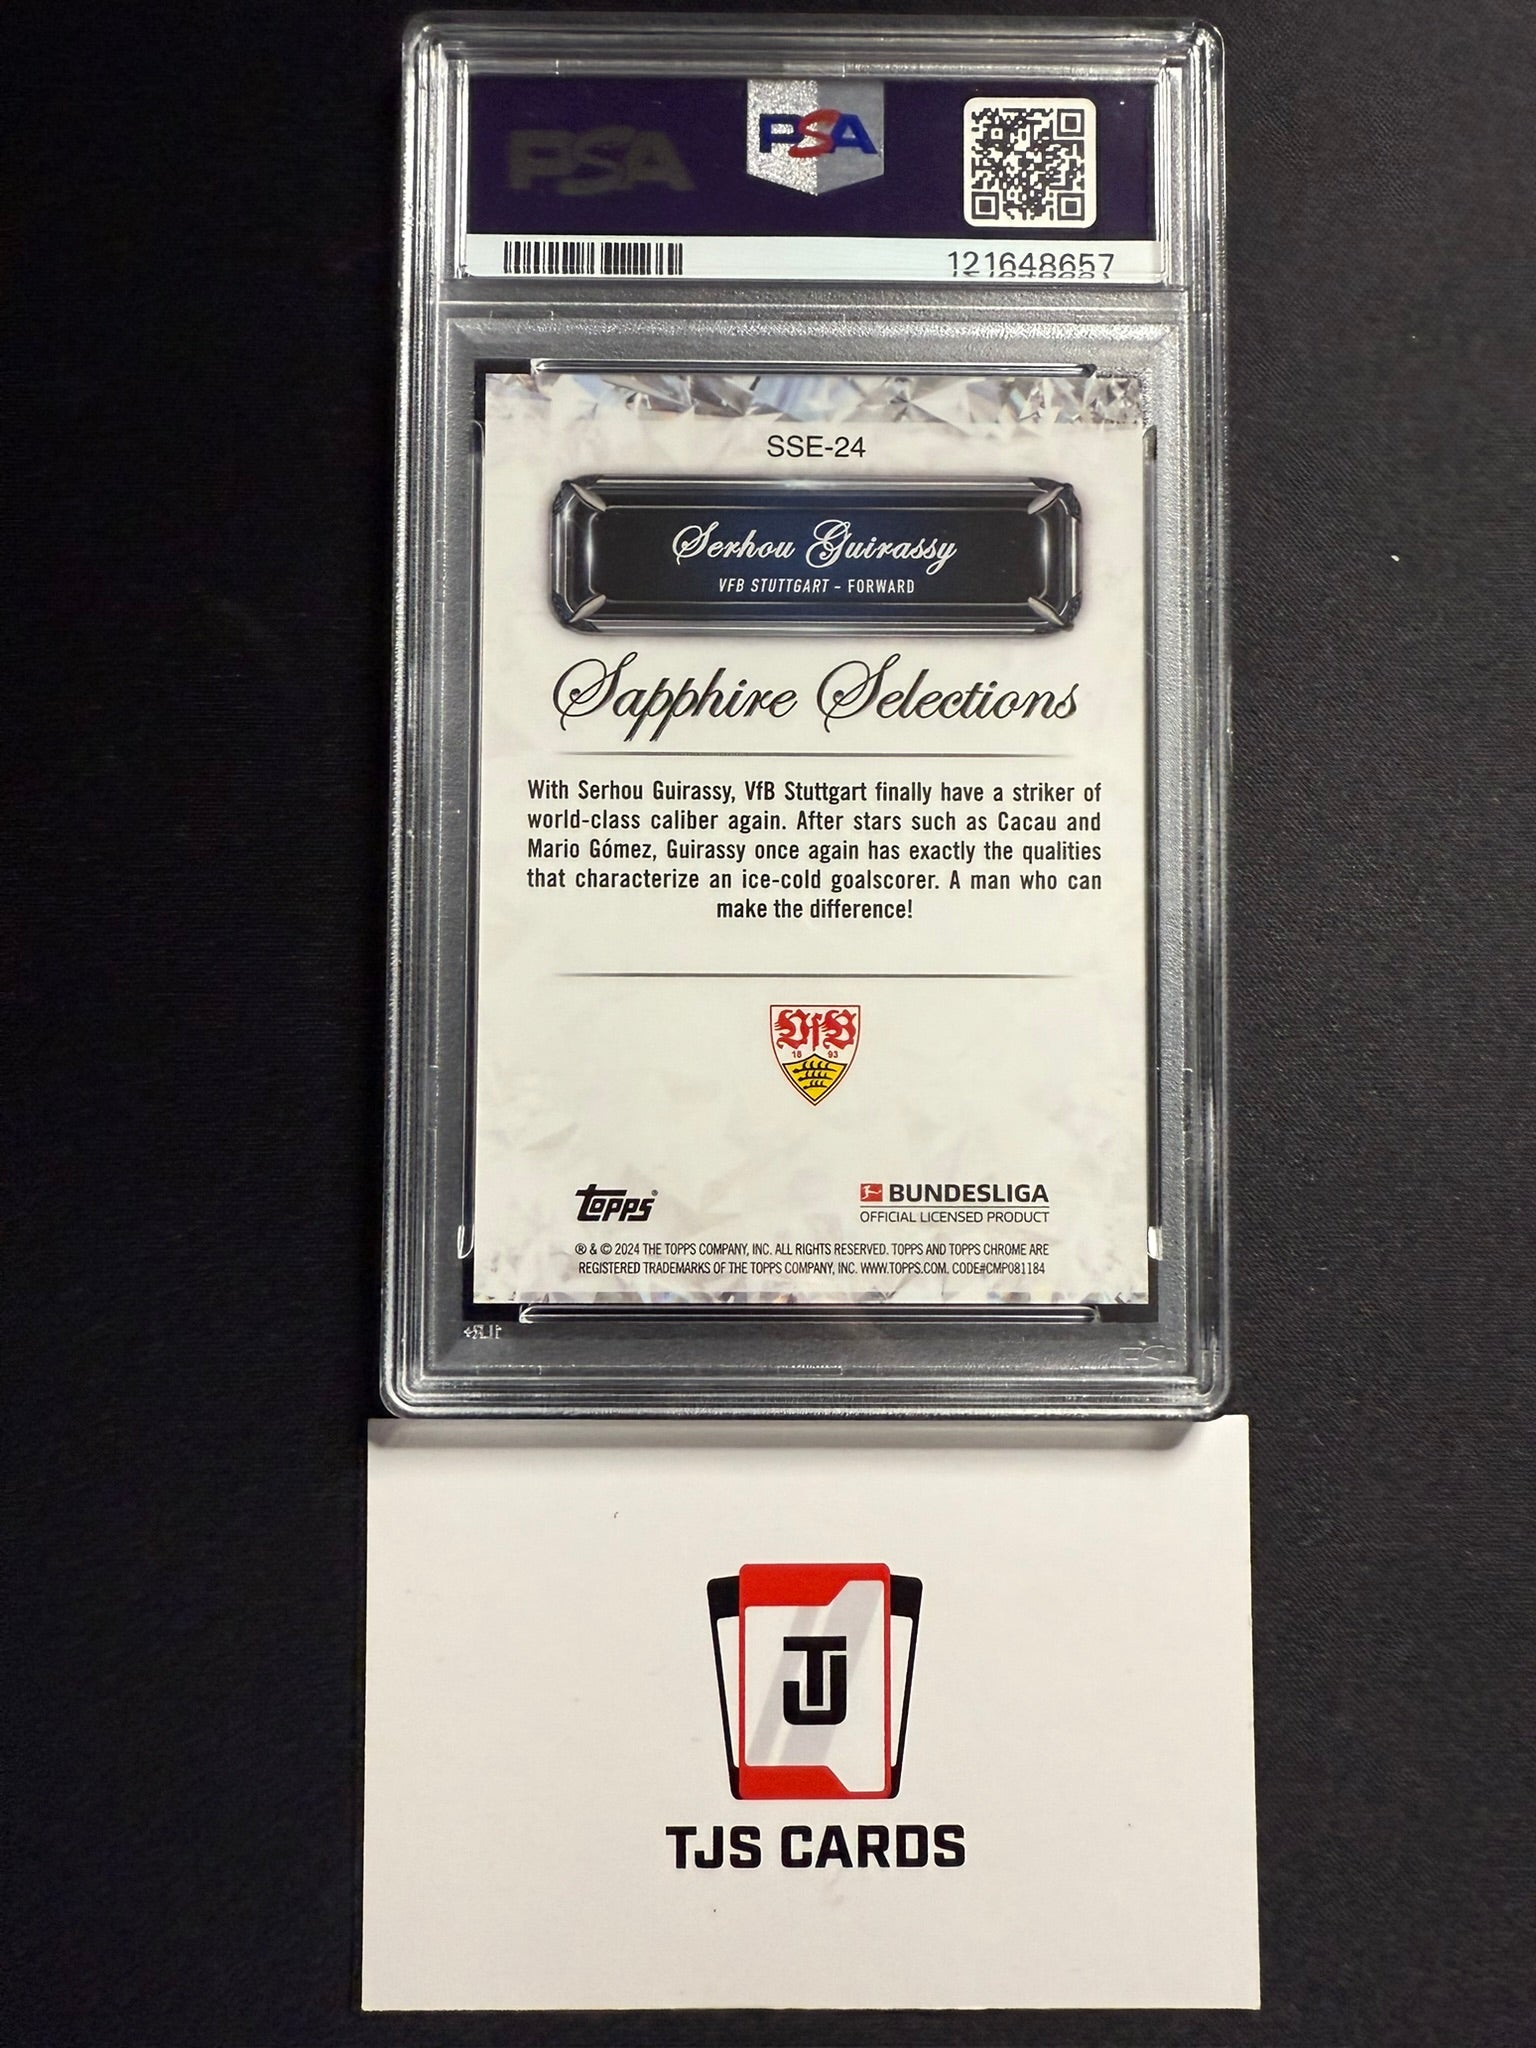 PSA
PSA
121648657
SSE-24
Serhou Guirassy
VFB STUTTGART - FORWARD
Sapphire Selections
With Serhou Guirassy, VfB Stuttgart finally have a striker of
world-class caliber again. After stars such as Cacau and
Mario Gómez, Guirassy once again has exactly the qualities
that characterize an ice-cold goalscorer. A man who can
make the difference!
VfB
18 93
Topps®
BUNDESLIGA
OFFICIAL LICENSED PRODUCT
® & © 2024 THE TOPPS COMPANY, INC. ALL RIGHTS RESERVED. TOPPS AND TOPPS CHROME ARE
REGISTERED TRADEMARKS OF THE TOPPS COMPANY, INC. WWW.TOPPS.COM. CODE#CMP081184
TJ
TJS CARDS